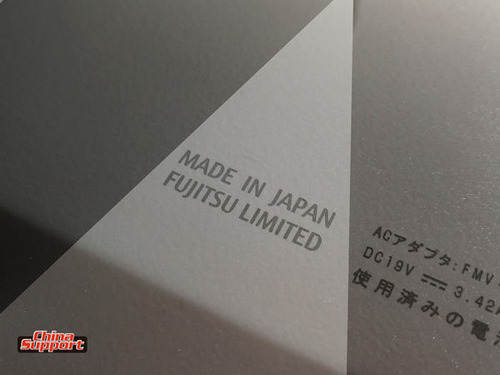 MADE IN JAPAN
FUJITSU LIMITED
ACアダプタ:FMV
DC19V ⎓ 3.42A
使用済みの電
China
Support